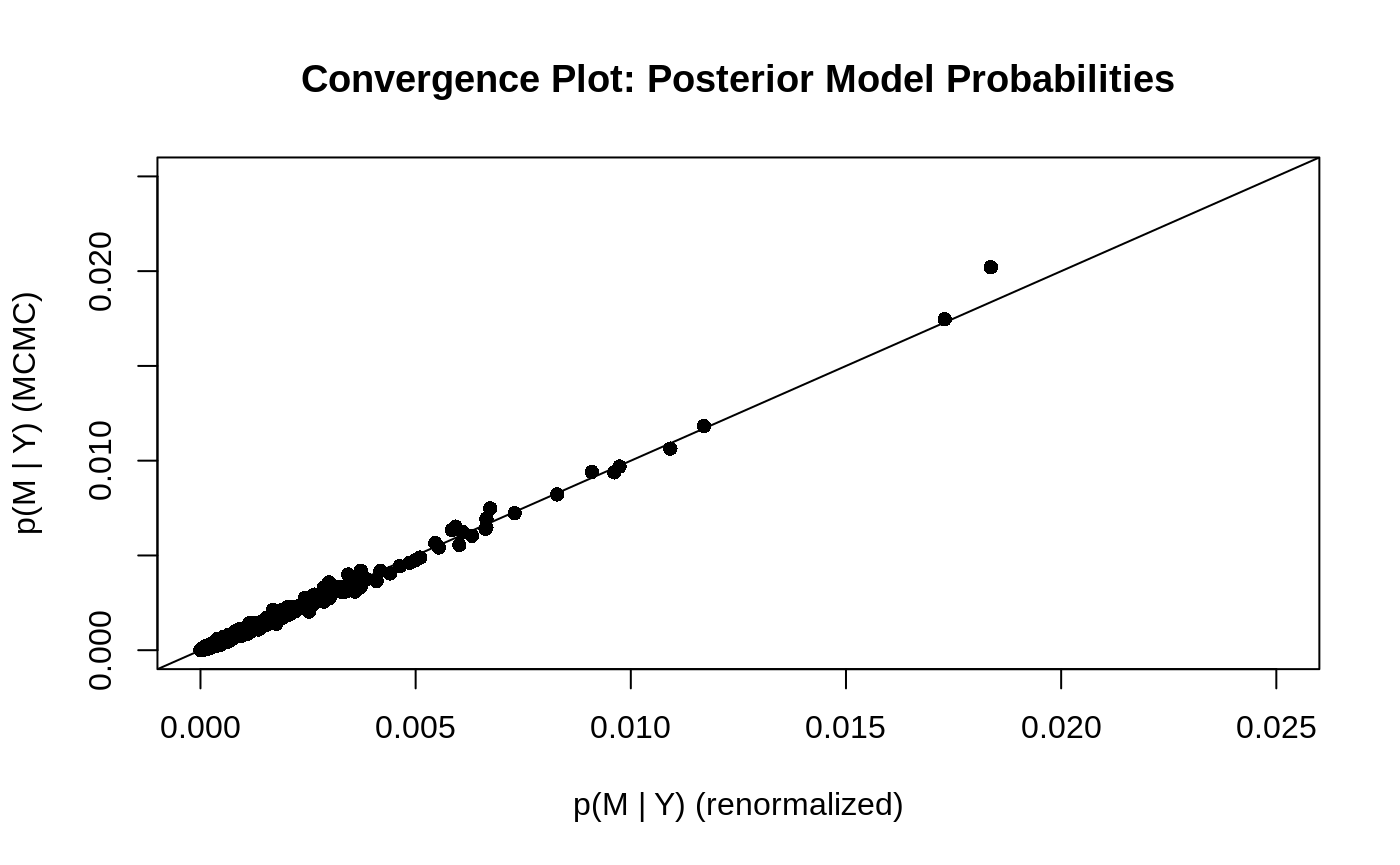 Convergence Plot: Posterior Model Probabilities
p(M | Y) (MCMC)
0.020
0.010
0.000
0.000 0.005 0.010 0.015 0.020 0.025
p(M | Y) (renormalized)